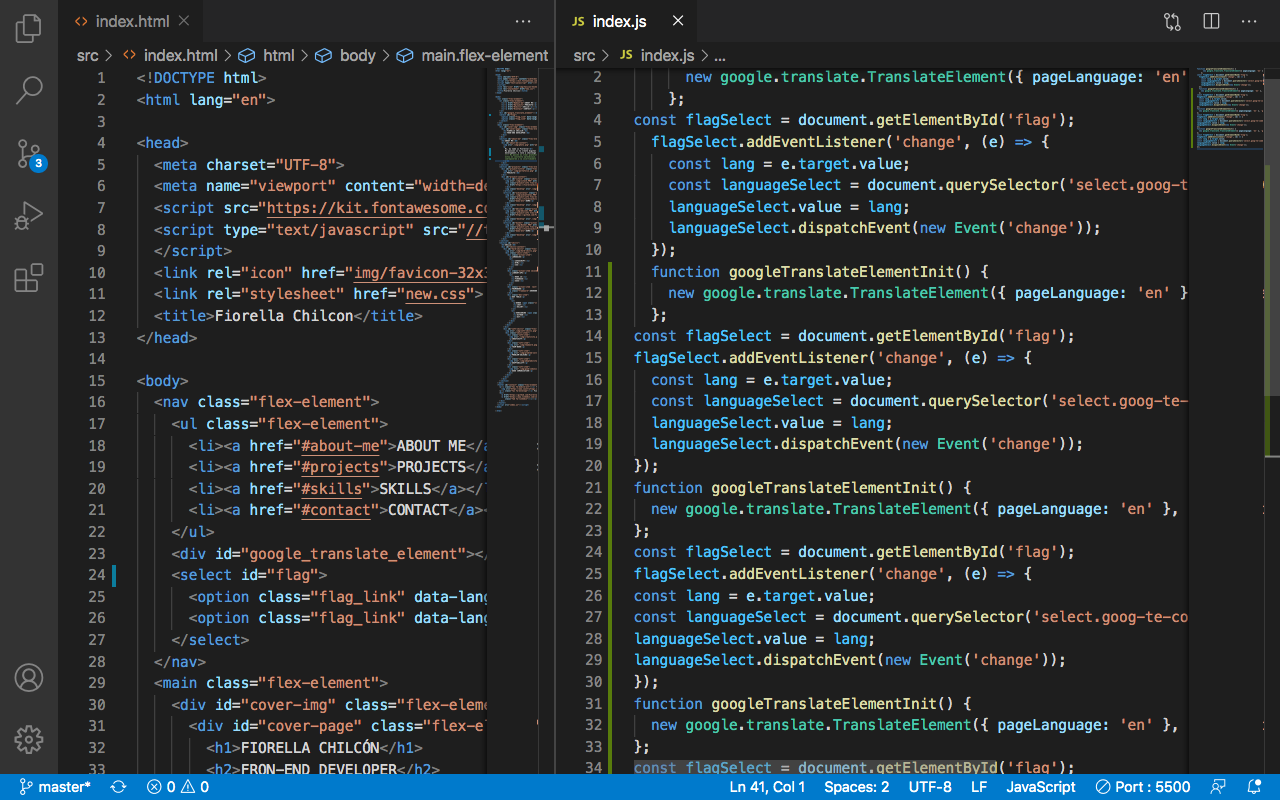 index.html
index.js
src > index.html > html > body > main.flex-element
src > JS index.js > ...
1 <!DOCTYPE html>
2 <html lang="en">
3
4 <head>
5 <meta charset="UTF-8">
6 <meta name="viewport" content="width=de
7 <script src="https://kit.fontawesome.co
8 <script type="text/javascript" src="//
9 </script>
10 <link rel="icon" href="img/favicon-32x3
11 <link rel="stylesheet" href="new.css">
12 <title>Fiorella Chilcon</title>
13 </head>
14
15 <body>
16 <nav class="flex-element">
17 <ul class="flex-element">
18 <li><a href="#about-me">ABOUT ME</a
19 <li><a href="#projects">PROJECTS</a
20 <li><a href="#skills">SKILLS</a></
21 <li><a href="#contact">CONTACT</a>
22 </ul>
23 <div id="google_translate_element"><
24 <select id="flag">
25 <option class="flag_link" data-lang
26 <option class="flag_link" data-lang
27 </select>
28 </nav>
29 <main class="flex-element">
30 <div id="cover-img" class="flex-eleme
31 <div id="cover-page" class="flex-el
32 <h1>FIORELLA CHILCÓN</h1>
33 <h2>FRON-END DEVELOPER</h2>
2 new google.translate.TranslateElement({ pageLanguage: 'en'
3 };
4 const flagSelect = document.getElementById('flag');
5 flagSelect.addEventListener('change', (e) => {
6 const lang = e.target.value;
7 const languageSelect = document.querySelector('select.goog-t
8 languageSelect.value = lang;
9 languageSelect.dispatchEvent(new Event('change'));
10 });
11 function googleTranslateElementInit() {
12 new google.translate.TranslateElement({ pageLanguage: 'en' }
13 };
14 const flagSelect = document.getElementById('flag');
15 flagSelect.addEventListener('change', (e) => {
16 const lang = e.target.value;
17 const languageSelect = document.querySelector('select.goog-te-
18 languageSelect.value = lang;
19 languageSelect.dispatchEvent(new Event('change'));
20 });
21 function googleTranslateElementInit() {
22 new google.translate.TranslateElement({ pageLanguage: 'en' },
23 };
24 const flagSelect = document.getElementById('flag');
25 flagSelect.addEventListener('change', (e) => {
26 const lang = e.target.value;
27 const languageSelect = document.querySelector('select.goog-te-co
28 languageSelect.value = lang;
29 languageSelect.dispatchEvent(new Event('change'));
30 });
31 function googleTranslateElementInit() {
32 new google.translate.TranslateElement({ pageLanguage: 'en' },
33 };
34 const flagSelect = document.getElementById('flag');
3
master* 0 0 Ln 41, Col 1 Spaces: 2 UTF-8 LF JavaScript Port : 5500